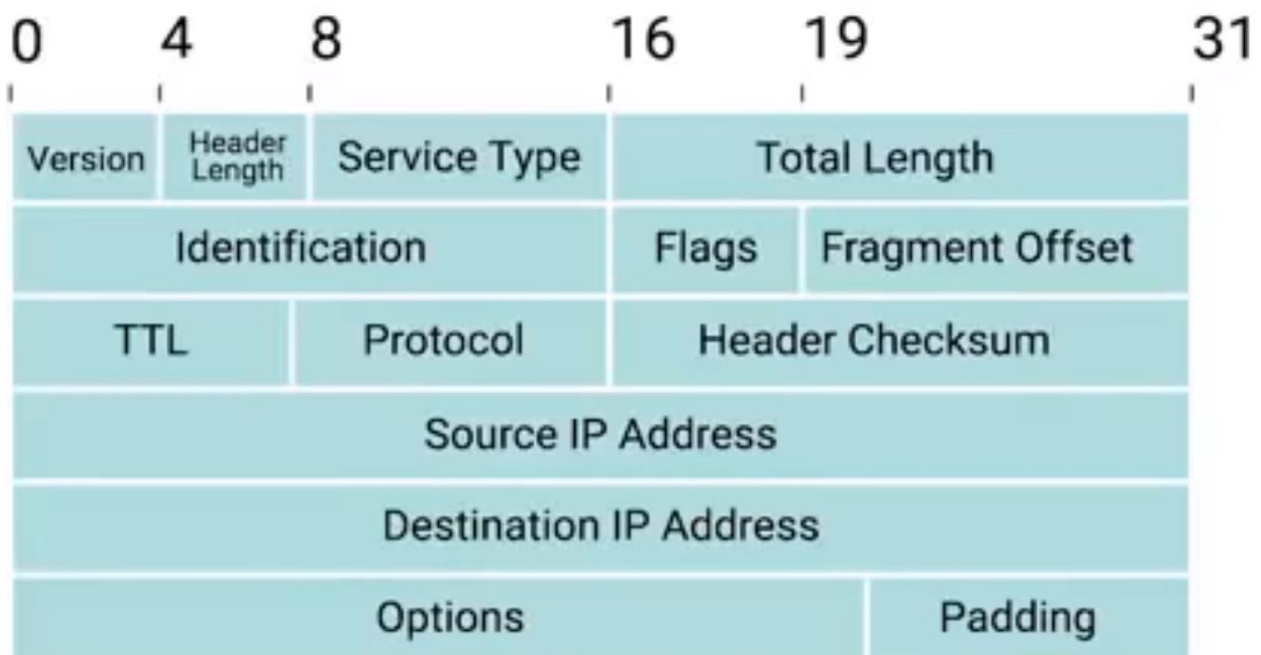 0 4 8 16 19 31
Version Header Length Service Type Total Length
Identification Flags Fragment Offset
TTL Protocol Header Checksum
Source IP Address
Destination IP Address
Options Padding